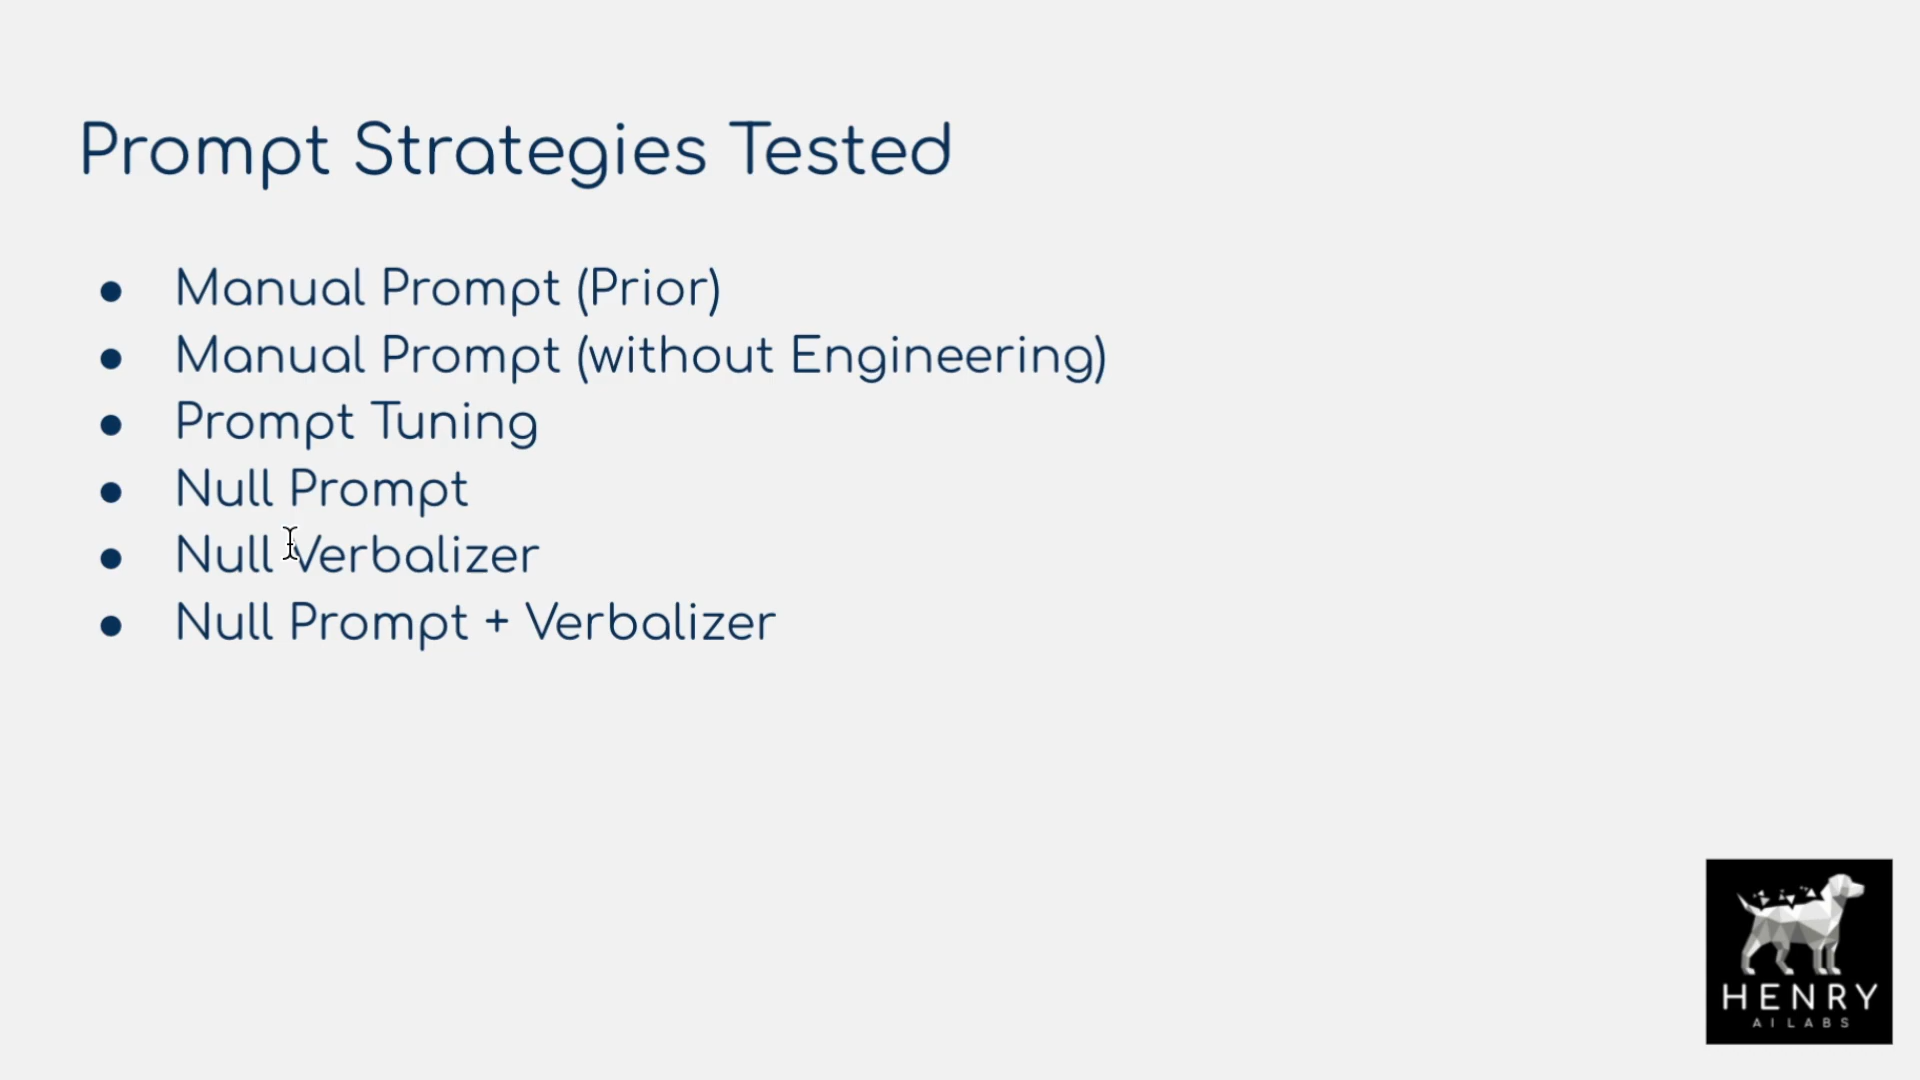 Prompt Strategies Tested
● Manual Prompt (Prior)
● Manual Prompt (without Engineering)
● Prompt Tuning
● Null Prompt
● Null Verbalizer
● Null Prompt + Verbalizer
HENRY
AI LABS